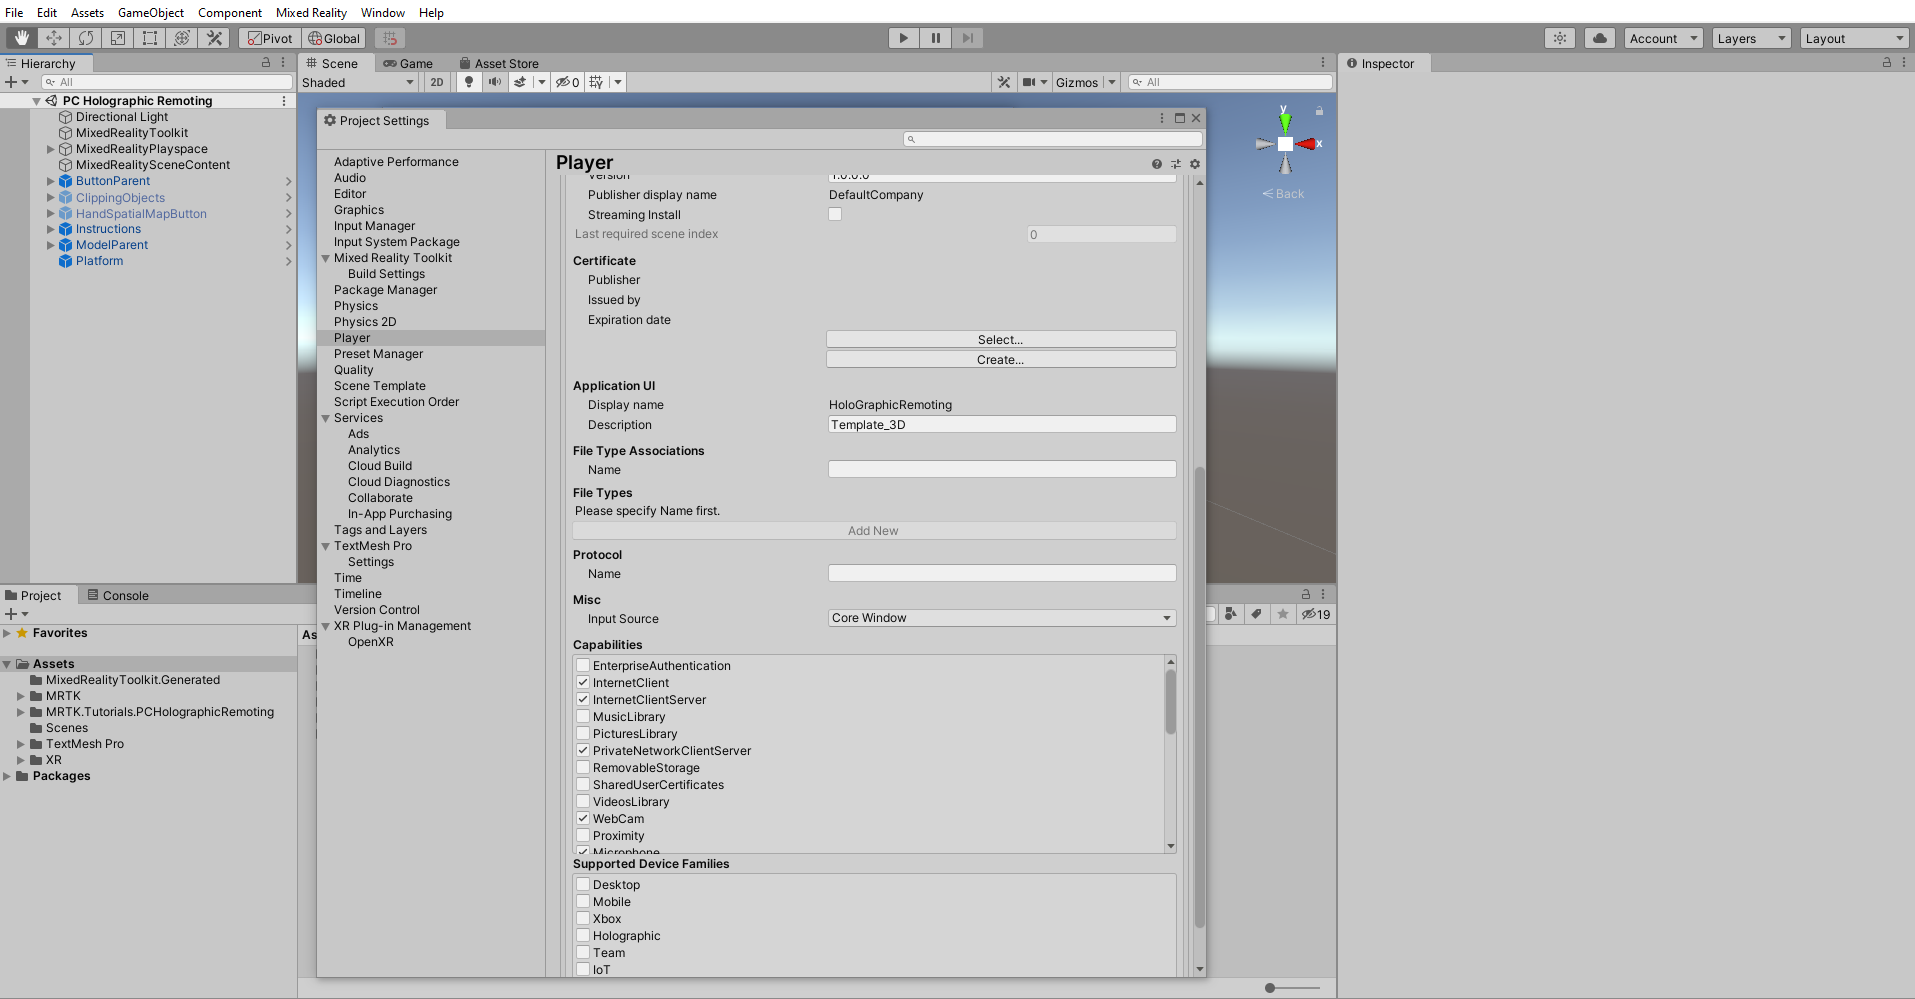 File Edit Assets GameObject Component Mixed Reality Window Help
Pivot Global Account Layers Layout
Hierarchy
All
PC Holographic Remoting
Directional Light
MixedRealityToolkit
MixedRealityPlayspace
MixedRealitySceneContent
ButtonParent
ClippingObjects
HandSpatialMapButton
Instructions
ModelParent
Platform
Scene Game Asset Store
Shaded 2D 0 Gizmos All
y
x
Back
Inspector
Project Settings
Adaptive Performance
Audio
Editor
Graphics
Input Manager
Input System Package
Mixed Reality Toolkit
Build Settings
Package Manager
Physics
Physics 2D
Player
Preset Manager
Quality
Scene Template
Script Execution Order
Services
Ads
Analytics
Cloud Build
Cloud Diagnostics
Collaborate
In-App Purchasing
Tags and Layers
TextMesh Pro
Settings
Time
Timeline
Version Control
XR Plug-in Management
OpenXR
Player
Version 1.0.0.0
Publisher display name DefaultCompany
Streaming Install
Last required scene index 0
Certificate
Publisher
Issued by
Expiration date
Select...
Create...
Application UI
Display name HoloGraphicRemoting
Description Template_3D
File Type Associations
Name
File Types
Please specify Name first.
Add New
Protocol
Name
Misc
Input Source Core Window
Capabilities
EnterpriseAuthentication
InternetClient
InternetClientServer
MusicLibrary
PicturesLibrary
PrivateNetworkClientServer
RemovableStorage
SharedUserCertificates
VideosLibrary
WebCam
Proximity
Microphone
Supported Device Families
Desktop
Mobile
Xbox
Holographic
Team
IoT
Project Console
19
Favorites
As
Assets
MixedRealityToolkit.Generated
MRTK
MRTK.Tutorials.PCHolographicRemoting
Scenes
TextMesh Pro
XR
Packages